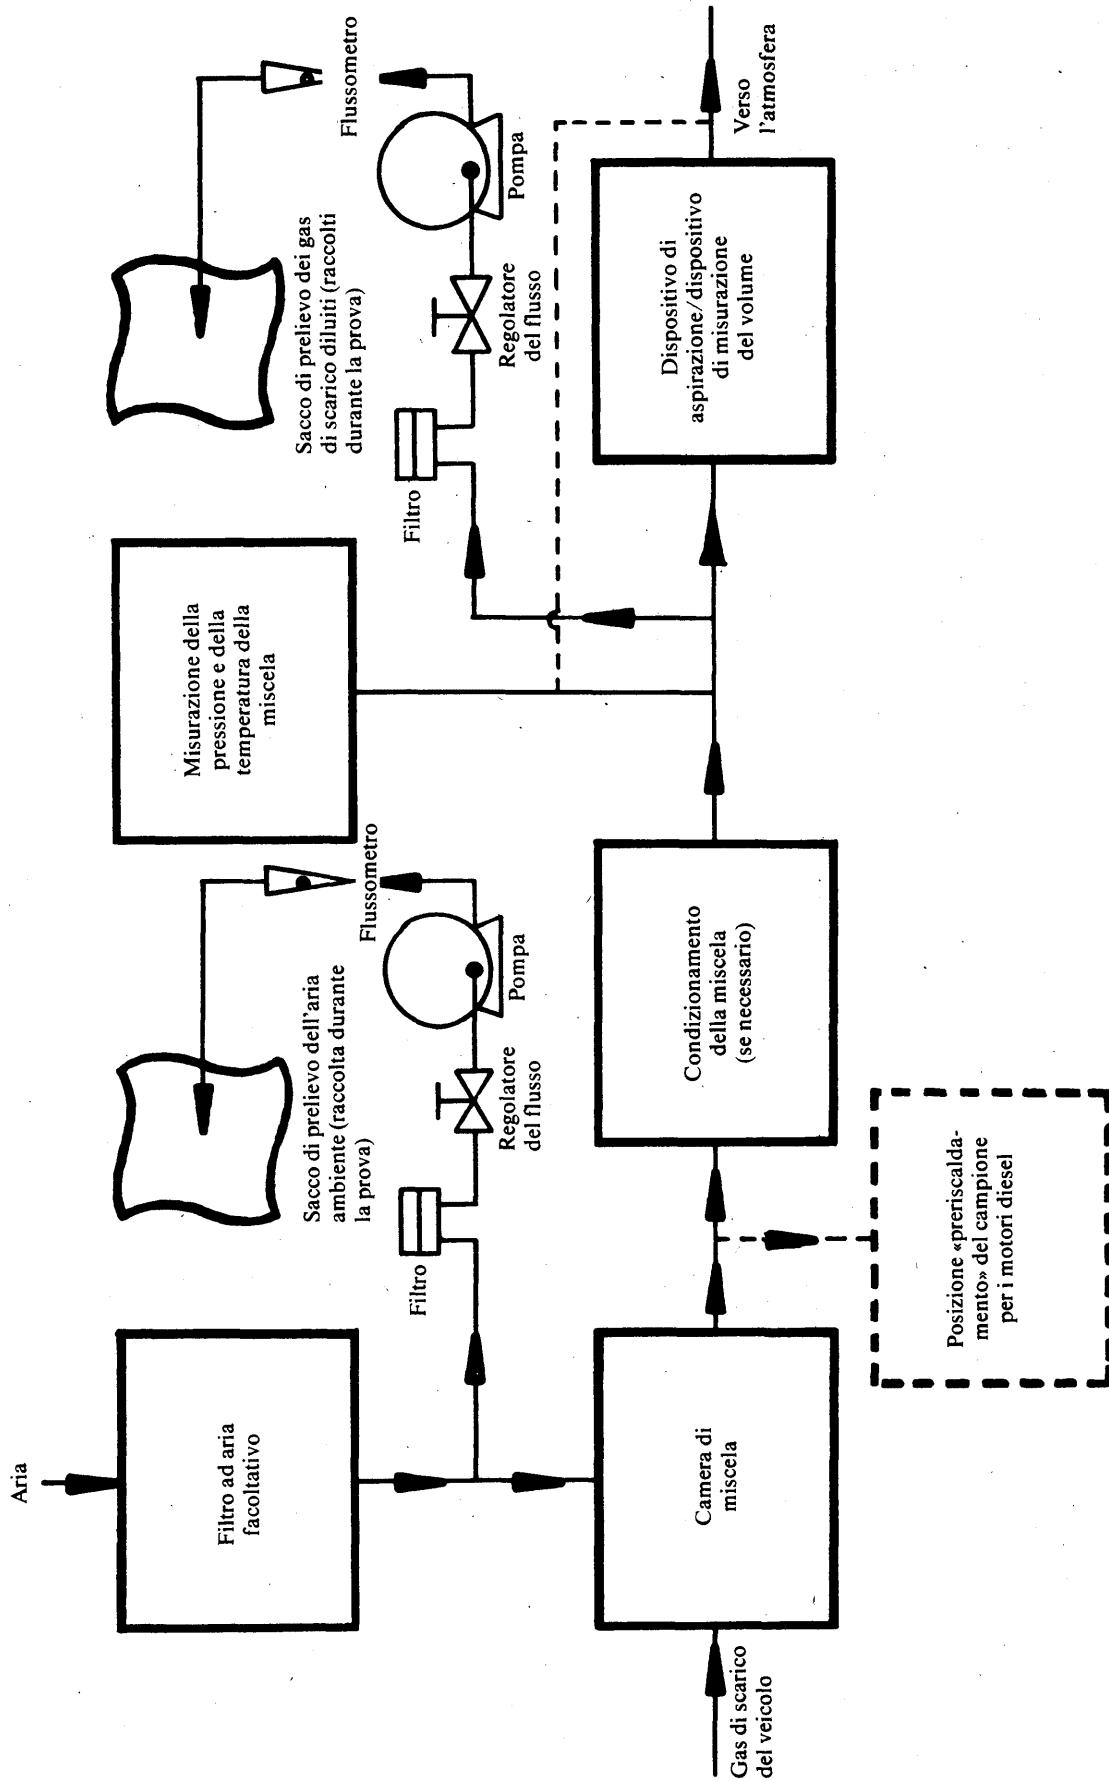 Aria
Filtro ad aria
facoltativo
Gas di scarico
del veicolo
Camera di
miscela
Filtro
Regolatore
del flusso
Pompa
Flussometro
Sacco di prelievo dell'aria
ambiente (raccolta durante
la prova)
Posizione «preriscalda-
mento» del campione
per i motori diesel
Condizionamento
della miscela
(se necessario)
Misurazione della
pressione e della
temperatura della
miscela
Filtro
Regolatore
del flusso
Pompa
Flussometro
Sacco di prelievo dei gas
di scarico diluiti (raccolti
durante la prova)
Dispositivo di
aspirazione/dispositivo
di misurazione
del volume
Verso
l'atmosfera